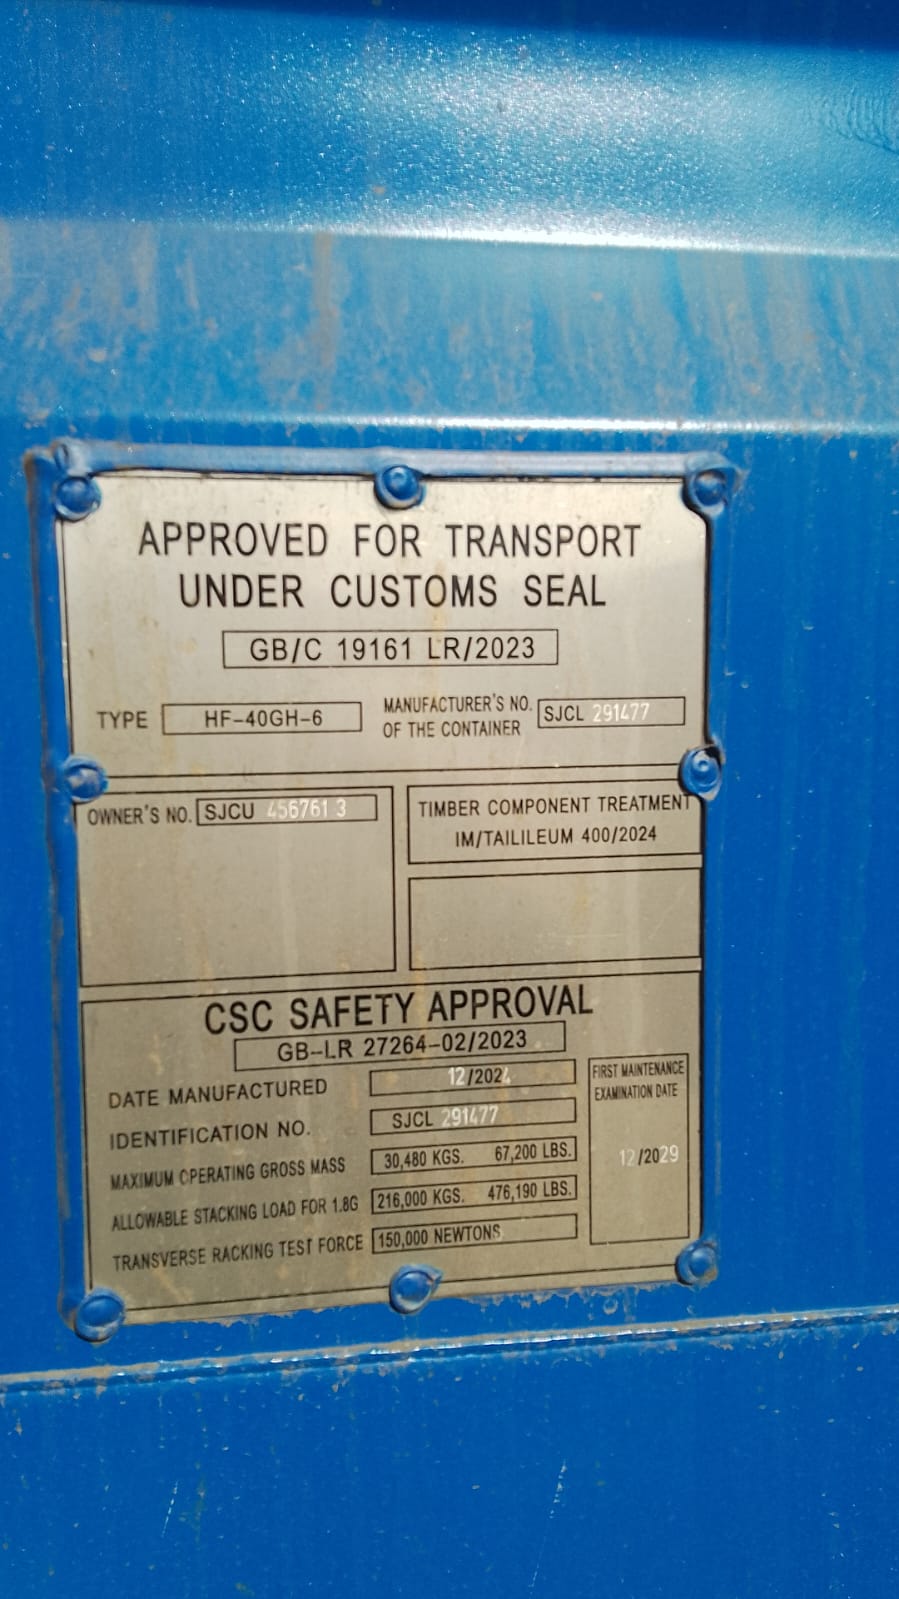 APPROVED FOR TRANSPORT
UNDER CUSTOMS SEAL
GB/C 19161 LR/2023
TYPE HF-40GH-6
MANUFACTURER'S NO.
OF THE CONTAINER
SJCL 291477
OWNER'S NO. SJCU 456761 3
TIMBER COMPONENT TREATMENT
IM/TAILILEUM 400/2024
CSC SAFETY APPROVAL
GB-LR 27264-02/2023
DATE MANUFACTURED 12/2024
IDENTIFICATION NO. SJCL 291477
MAXIMUM OPERATING GROSS MASS 30,480 KGS. 67,200 LBS.
ALLOWABLE STACKING LOAD FOR 1.8G 216,000 KGS. 476,190 LBS.
TRANSVERSE RACKING TEST FORCE 150,000 NEWTONS
FIRST MAINTENANCE
EXAMINATION DATE
12/2029